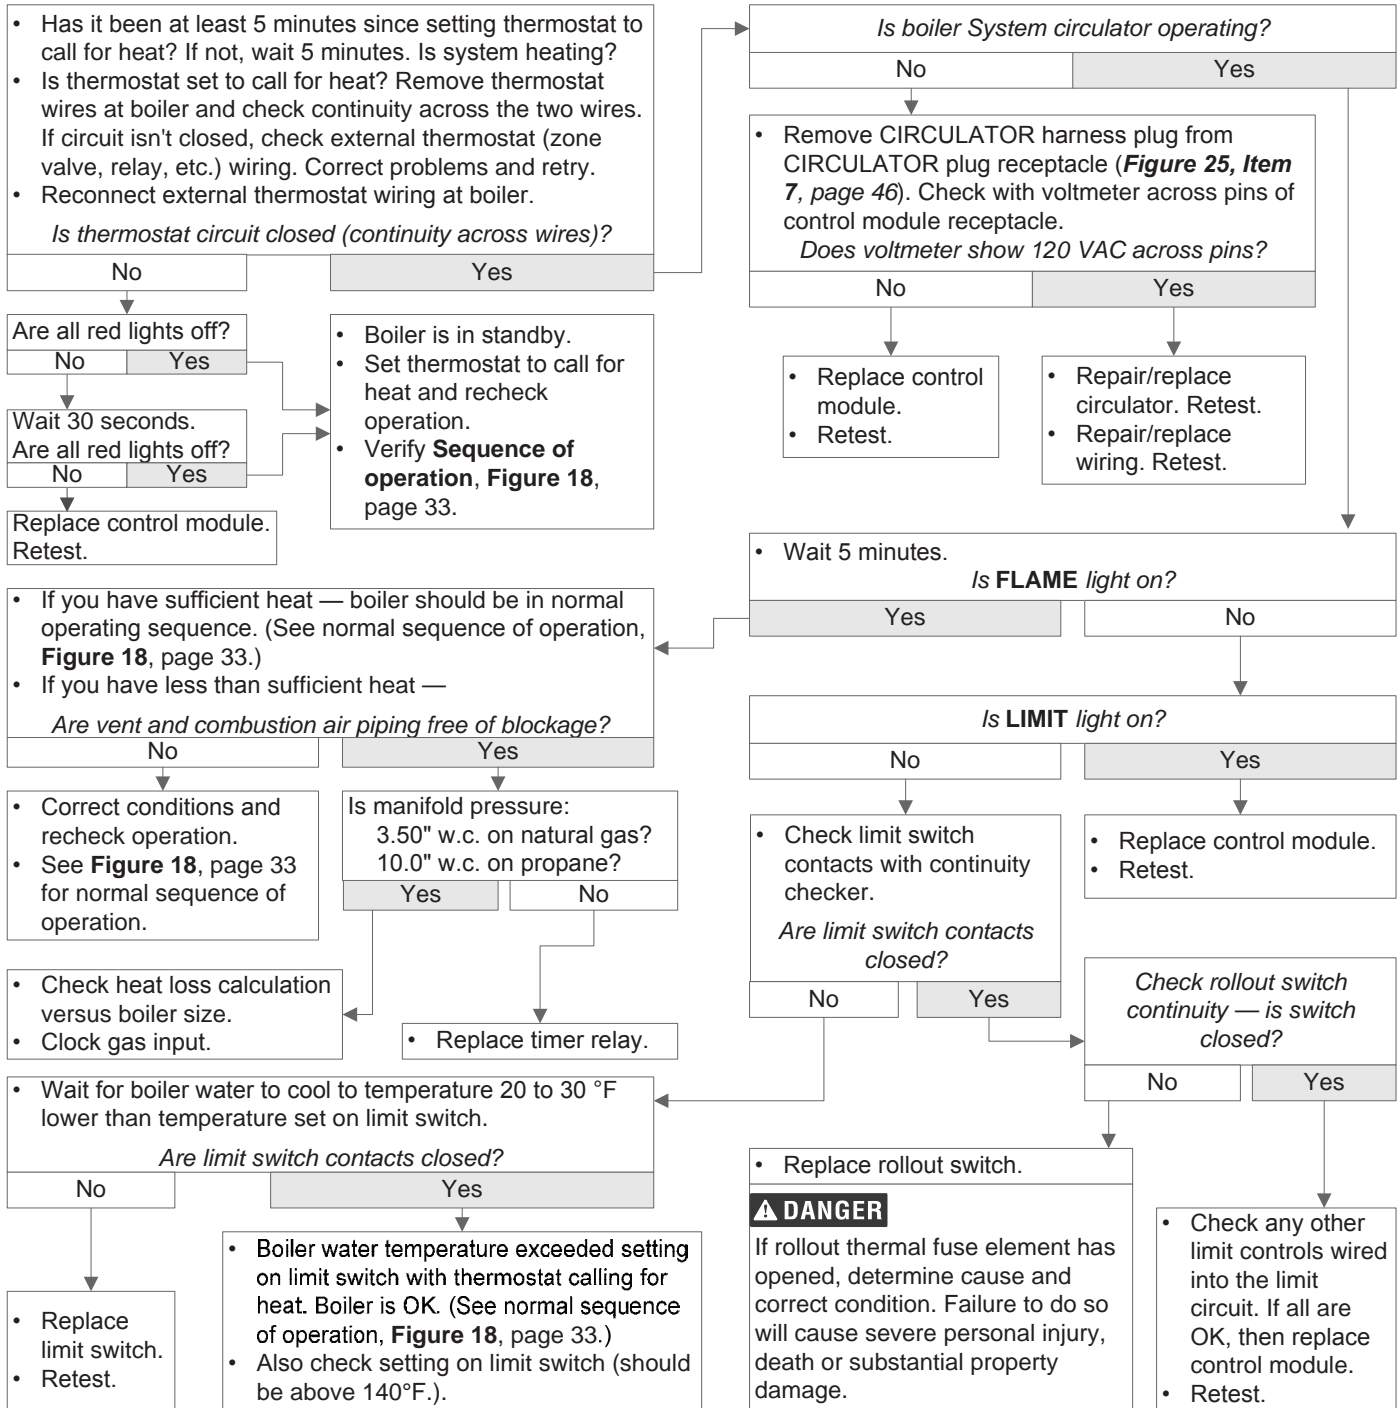 • Has it been at least 5 minutes since setting thermostat to
call for heat? If not, wait 5 minutes. Is system heating?
• Is thermostat set to call for heat? Remove thermostat
wires at boiler and check continuity across the two wires.
If circuit isn't closed, check external thermostat (zone
valve, relay, etc.) wiring. Correct problems and retry.
• Reconnect external thermostat wiring at boiler.
Is thermostat circuit closed (continuity across wires)?
No
Yes
Are all red lights off?
No
Yes
Wait 30 seconds.
Are all red lights off?
No
Yes
Replace control module.
Retest.
• Boiler is in standby.
• Set thermostat to call for
heat and recheck
operation.
• Verify Sequence of
operation, Figure 18,
page 33.
Is boiler System circulator operating?
No
Yes
• Remove CIRCULATOR harness plug from
CIRCULATOR plug receptacle (Figure 25, Item
7, page 46). Check with voltmeter across pins of
control module receptacle.
Does voltmeter show 120 VAC across pins?
No
Yes
• Replace control
module.
• Retest.
• Repair/replace
circulator. Retest.
• Repair/replace
wiring. Retest.
• Wait 5 minutes.
Is FLAME light on?
Yes
No
• If you have sufficient heat — boiler should be in normal
operating sequence. (See normal sequence of operation,
Figure 18, page 33.)
• If you have less than sufficient heat —
Are vent and combustion air piping free of blockage?
No
Yes
• Correct conditions and
recheck operation.
• See Figure 18, page 33
for normal sequence of
operation.
Is manifold pressure:
3.50" w.c. on natural gas?
10.0" w.c. on propane?
Yes
No
• Check heat loss calculation
versus boiler size.
• Clock gas input.
• Replace timer relay.
Is LIMIT light on?
No
Yes
• Check limit switch
contacts with continuity
checker.
Are limit switch contacts
closed?
No
Yes
• Replace control module.
• Retest.
Check rollout switch
continuity — is switch
closed?
No
Yes
• Wait for boiler water to cool to temperature 20 to 30 °F
lower than temperature set on limit switch.
Are limit switch contacts closed?
No
Yes
• Replace
limit switch.
• Retest.
• Boiler water temperature exceeded setting
on limit switch with thermostat calling for
heat. Boiler is OK. (See normal sequence
of operation, Figure 18, page 33.)
• Also check setting on limit switch (should
be above 140°F.).
• Replace rollout switch.
DANGER
If rollout thermal fuse element has
opened, determine cause and
correct condition. Failure to do so
will cause severe personal injury,
death or substantial property
damage.
• Check any other
limit controls wired
into the limit
circuit. If all are
OK, then replace
control module.
• Retest.